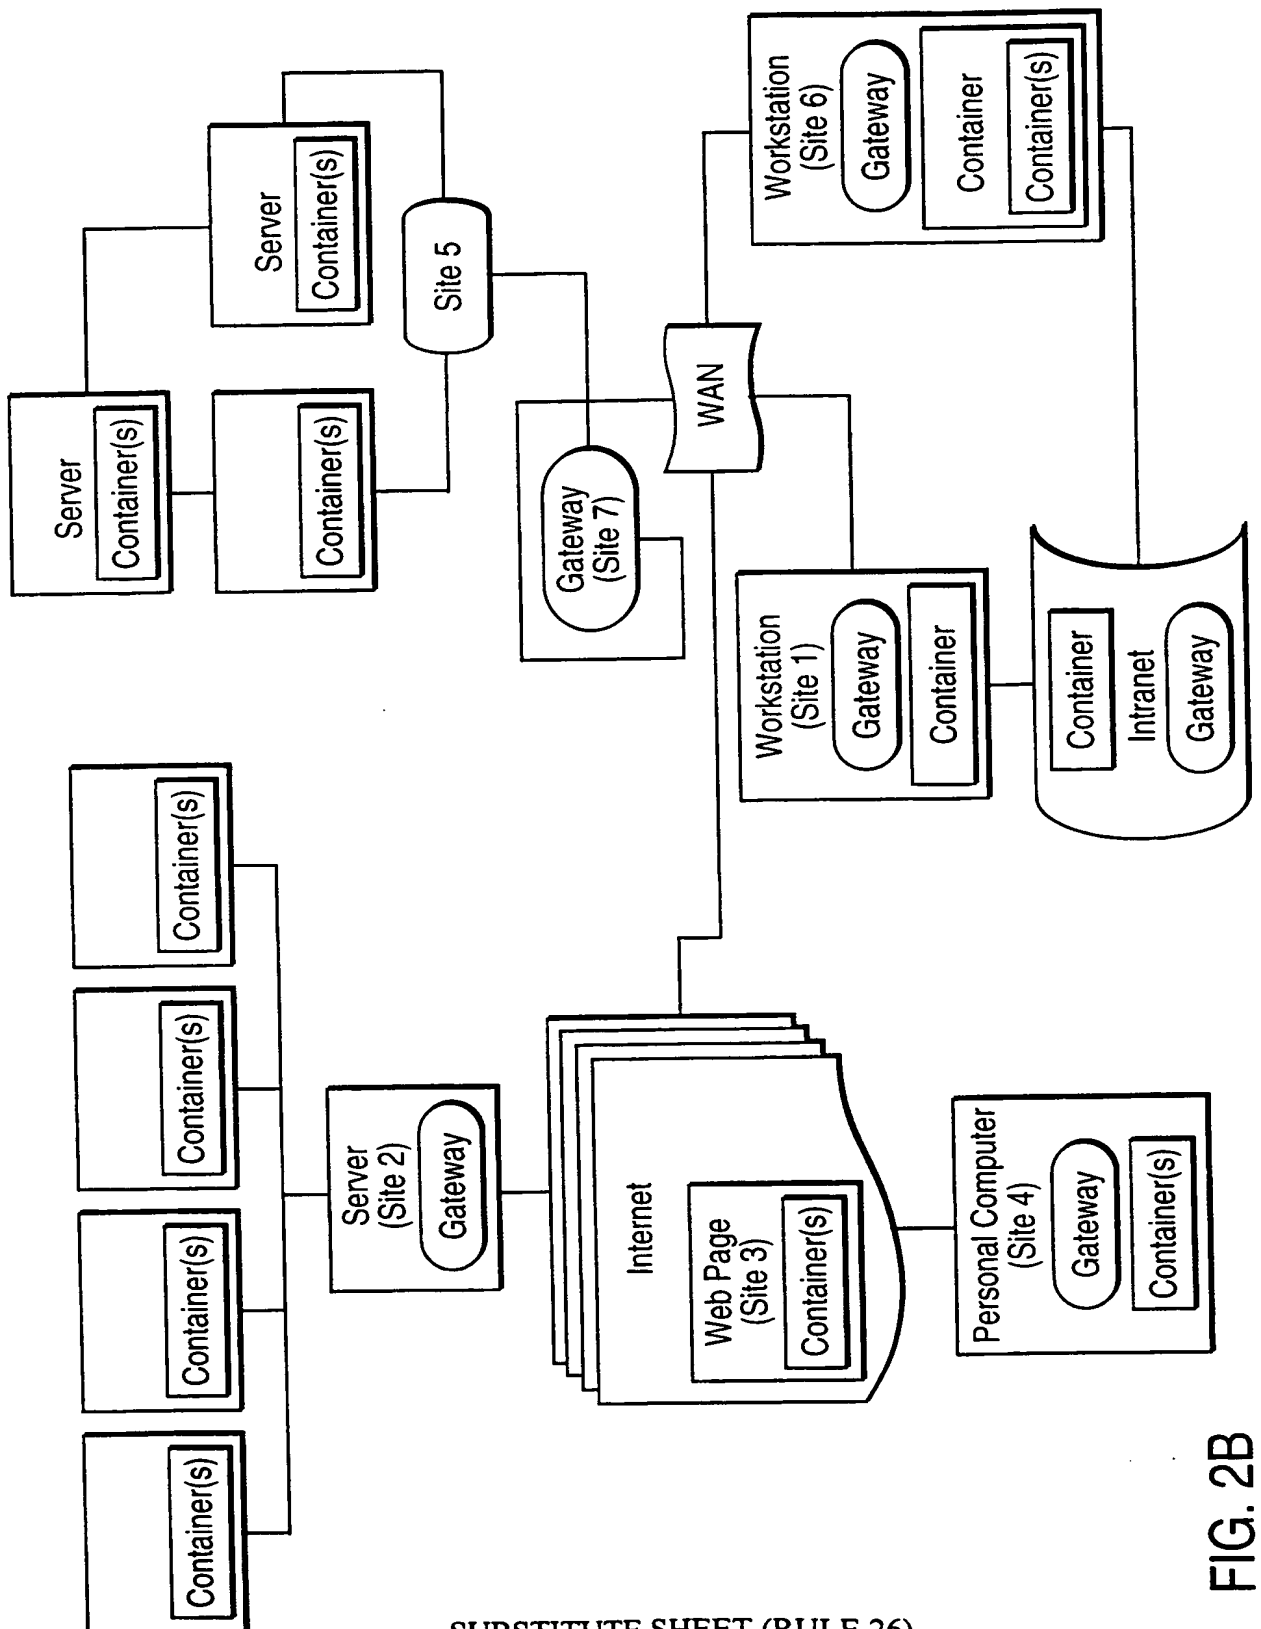 Container(s)
Container(s)
Container(s)
Container(s)
Server
(Site 2)
Gateway
Internet
Web Page
(Site 3)
Container(s)
Personal Computer
(Site 4)
Gateway
Container(s)
Server
Container(s)
Container(s)
Server
Container(s)
Site 5
Gateway
(Site 7)
WAN
Workstation
(Site 1)
Gateway
Container
Workstation
(Site 6)
Gateway
Container
Container(s)
Container
Intranet
Gateway
FIG. 2B
SUBSTITUTE SHEET (RULE 26)